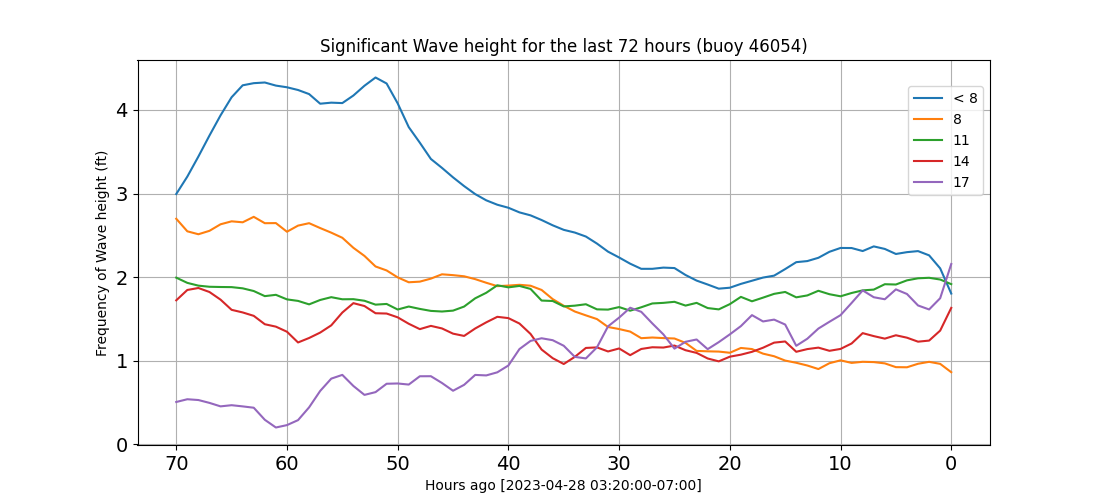 Significant Wave height for the last 72 hours (buoy 46054)
Frequency of Wave height (ft)
4
3
2
1
0
< 8
8
11
14
17
70 60 50 40 30 20 10 0
Hours ago [2023-04-28 03:20:00-07:00]